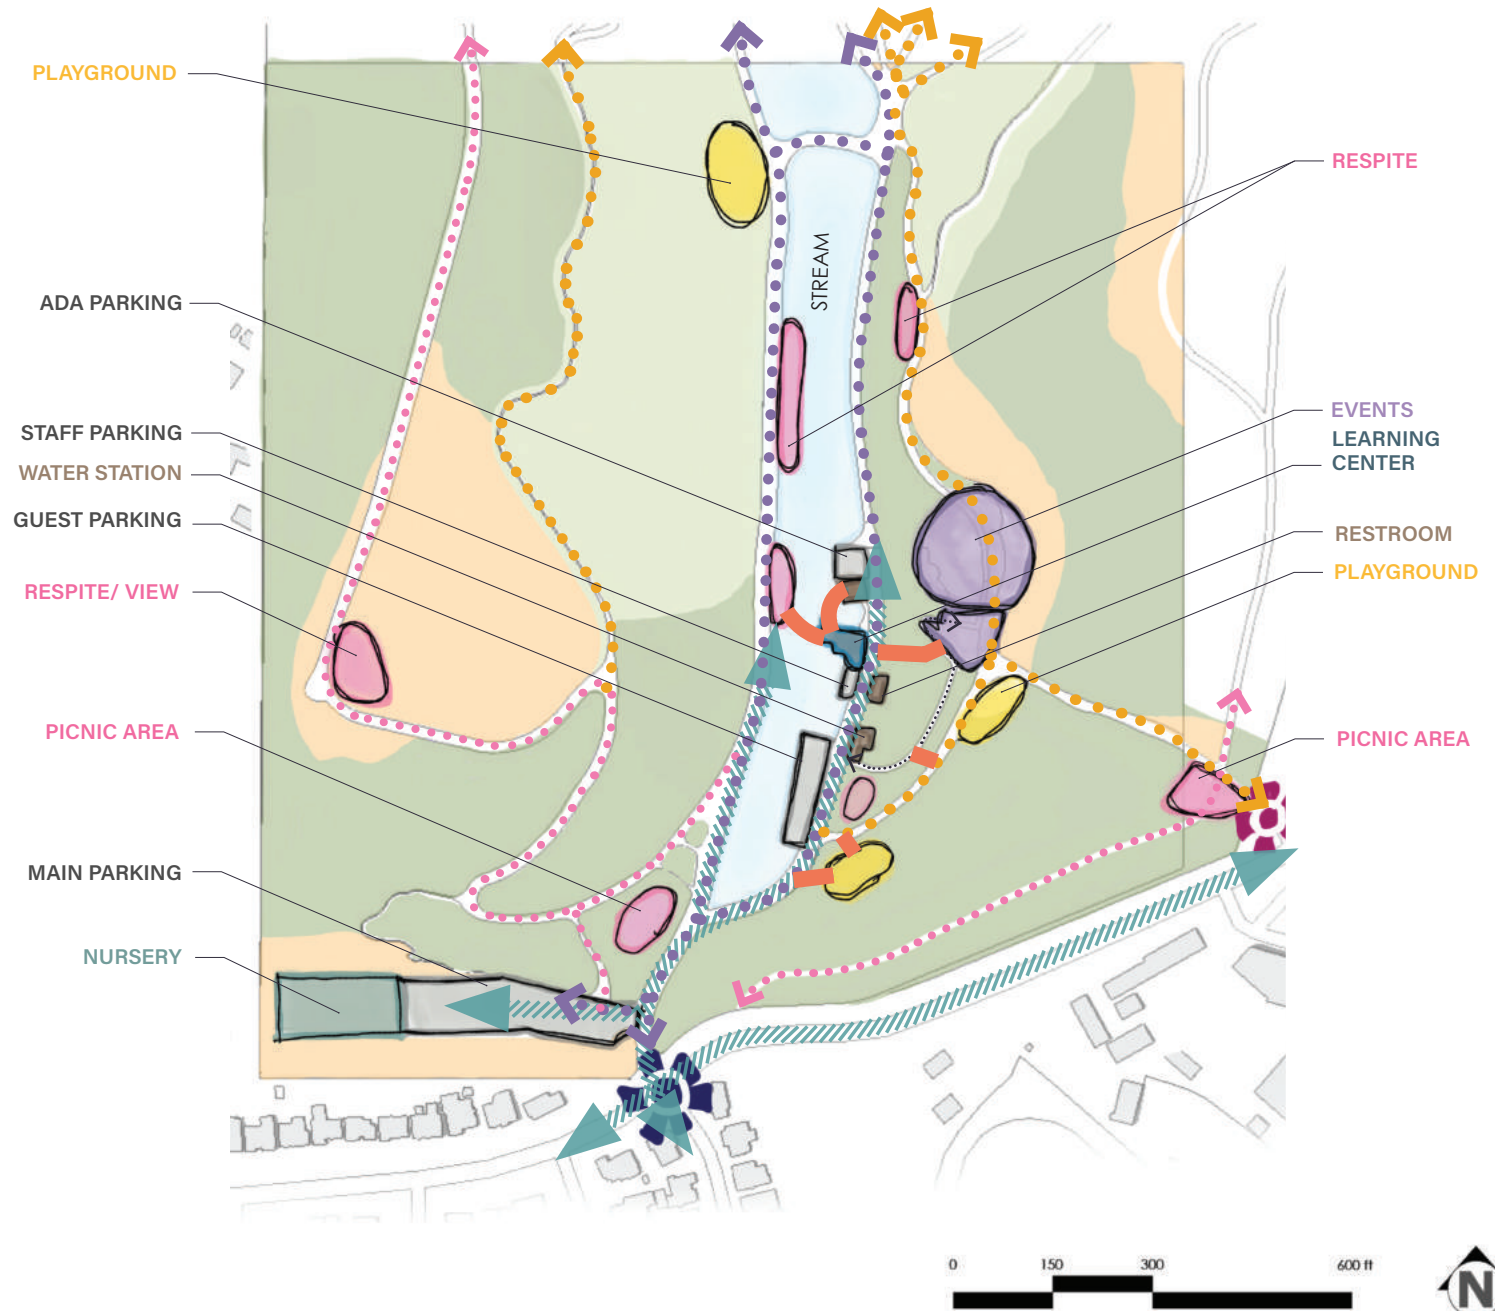 PLAYGROUND
RESPITE
STREAM
ADA PARKING
STAFF PARKING
WATER STATION
GUEST PARKING
RESPITE/ VIEW
PICNIC AREA
MAIN PARKING
NURSERY
EVENTS
LEARNING
CENTER
RESTROOM
PLAYGROUND
PICNIC AREA
0 150 300 600 ft
N